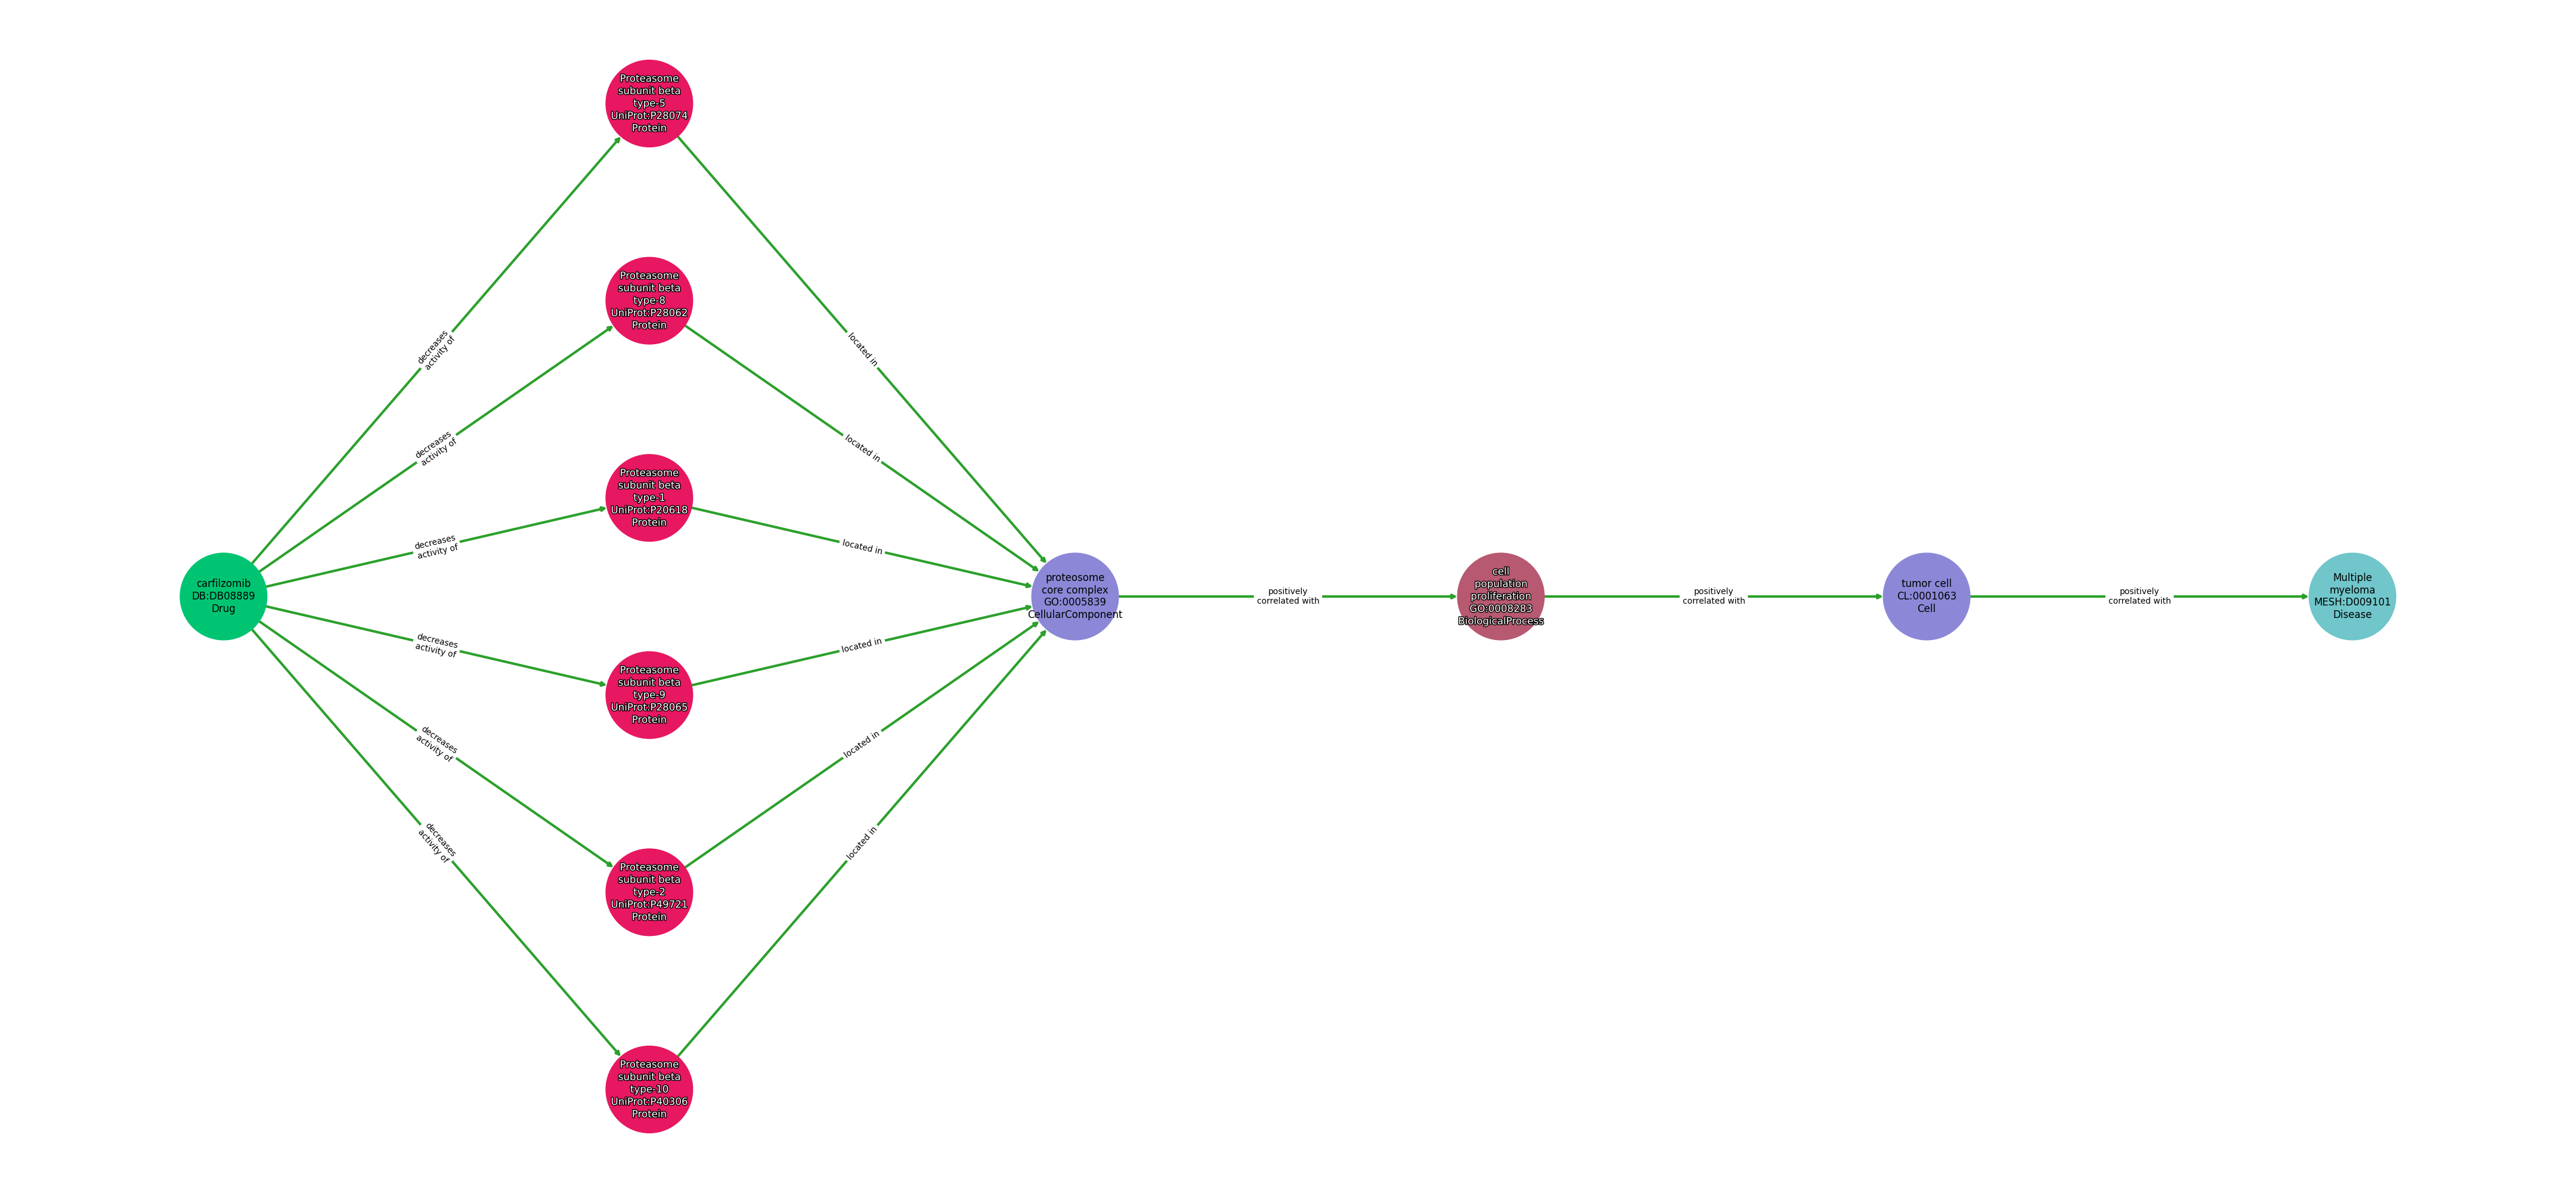 Proteasome
subunit beta
type-5
UniProt:P28074
Protein
Proteasome
subunit beta
type-8
UniProt:P28062
Protein
decreases
activity of
located in
decreases
activity of
located in
Proteasome
subunit beta
type-1
UniProt:P20618
Protein
decreases
activity of
located in
carfilzomib
DB:DB08889
Drug
proteosome
core complex
GO:0005839
CellularComponent
positively
correlated with
cell
population
proliferation
GO:0008283
BiologicalProcess
positively
correlated with
tumor cell
CL:0001063
Cell
positively
correlated with
Multiple
myeloma
MESH:D009101
Disease
decreases
activity of
located in
Proteasome
subunit beta
type-9
UniProt:P28065
Protein
decreases
activity of
located in
decreases
activity of
located in
Proteasome
subunit beta
type-2
UniProt:P49721
Protein
Proteasome
subunit beta
type-10
UniProt:P40306
Protein